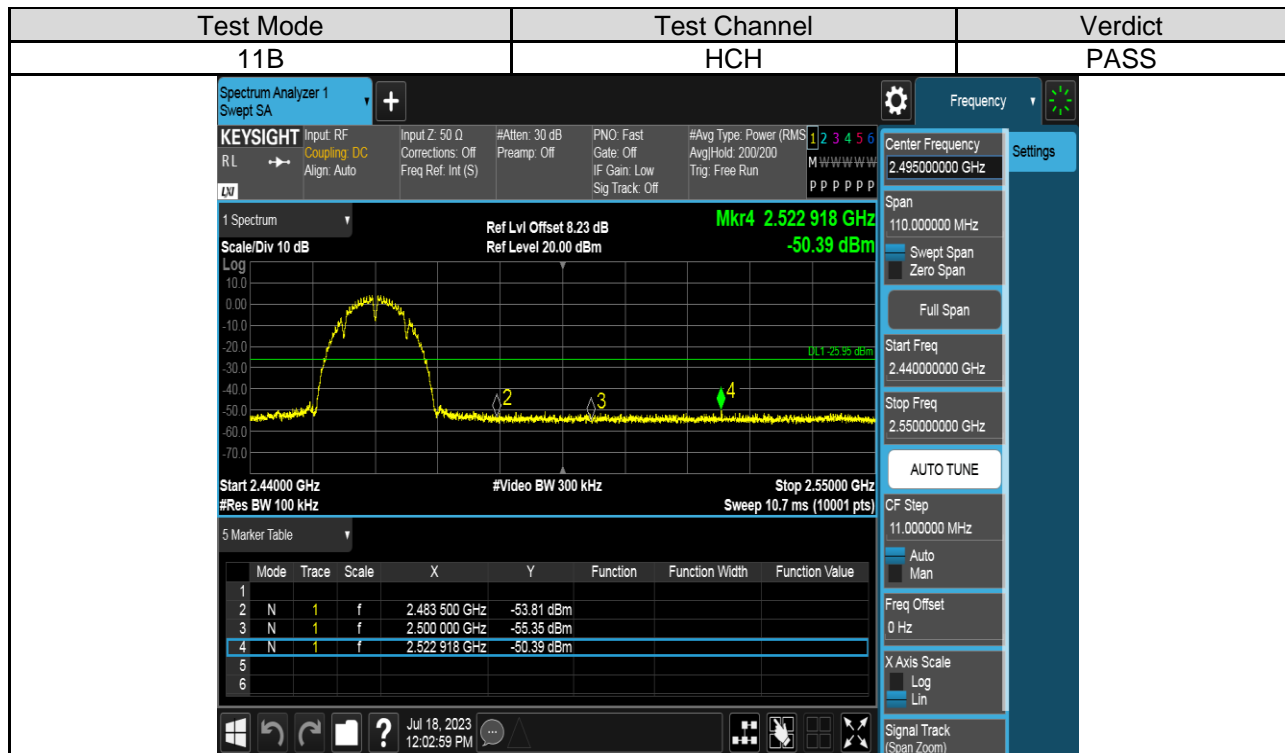 Test Mode Test Channel Verdict
11B HCH PASS
Spectrum Analyzer 1
Swept SA
+
Frequency
KEYSIGHT Input: RF Input Z: 50 Ω #Atten: 30 dB PNO: Fast #Avg Type: Power (RMS 1 2 3 4 5 6
RL Coupling: DC Corrections: Off Preamp: Off Gate: Off Avg|Hold: 200/200 M W W W W W
Align: Auto Freq Ref: Int (S) IF Gain: Low Trig: Free Run
LXI Sig Track: Off P P P P P P
1 Spectrum
Ref Lvl Offset 8.23 dB Mkr4 2.522 918 GHz
Scale/Div 10 dB Ref Level 20.00 dBm -50.39 dBm
Log
10.0
0.00
-10.0
-20.0
DL1 -25.95 dBm
-30.0
-40.0
2 3 4
-50.0
-60.0
-70.0
Start 2.44000 GHz #Video BW 300 kHz Stop 2.55000 GHz
#Res BW 100 kHz Sweep 10.7 ms (10001 pts)
5 Marker Table
Mode Trace Scale X Y Function Function Width Function Value
1
2 N 1 f 2.483 500 GHz -53.81 dBm
3 N 1 f 2.500 000 GHz -55.35 dBm
4 N 1 f 2.522 918 GHz -50.39 dBm
5
6
Jul 18, 2023
12:02:59 PM
?
Center Frequency
2.495000000 GHz
Settings
Span
110.000000 MHz
Swept Span
Zero Span
Full Span
Start Freq
2.440000000 GHz
Stop Freq
2.550000000 GHz
AUTO TUNE
CF Step
11.000000 MHz
Auto
Man
Freq Offset
0 Hz
X Axis Scale
Log
Lin
Signal Track
(Span Zoom)